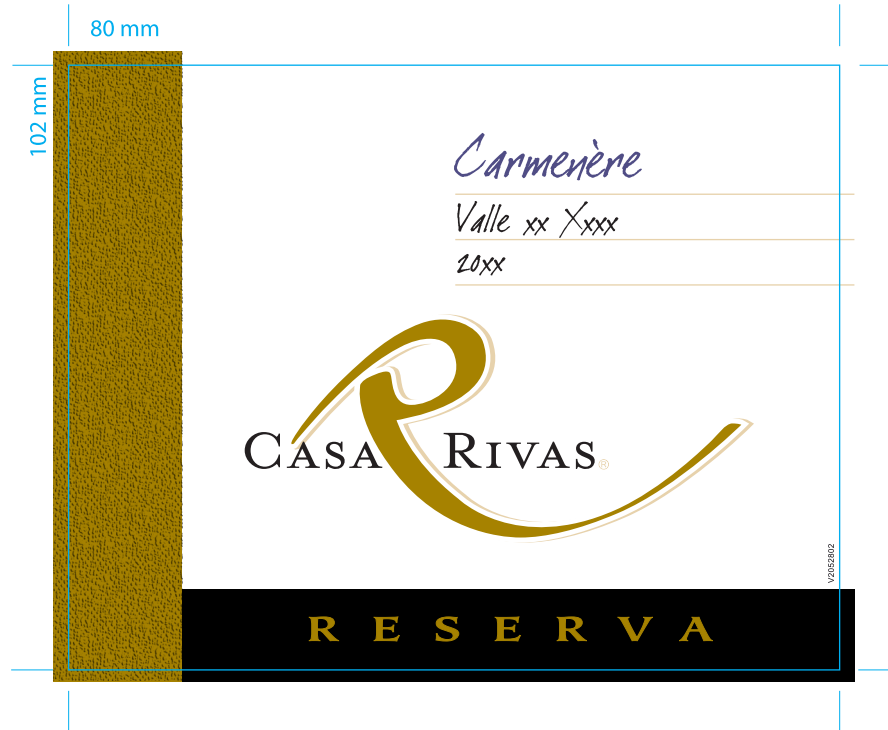 80 mm
102 mm
Carmenère
Valle xx Xxxx
20xx
CASA RIVAS®
V2052802
RESERVA